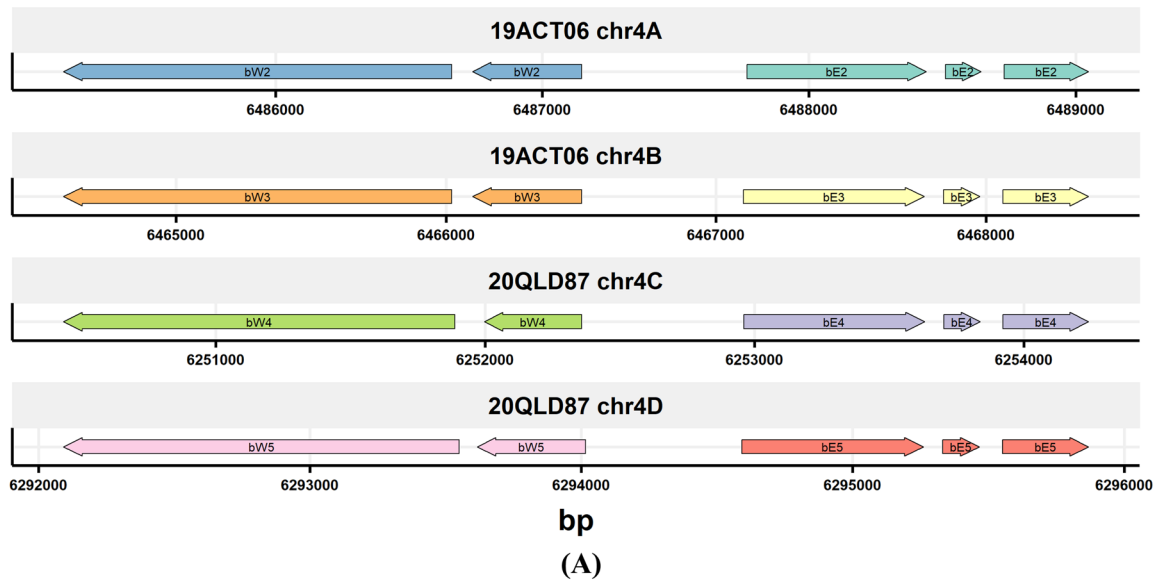 19ACT06 chr4A
bW2 bW2 bE2 bE2 bE2
6486000 6487000 6488000 6489000
19ACT06 chr4B
bW3 bW3 bE3 bE3 bE3
6465000 6466000 6467000 6468000
20QLD87 chr4C
bW4 bW4 bE4 bE4 bE4
6251000 6252000 6253000 6254000
20QLD87 chr4D
bW5 bW5 bE5 bE5 bE5
6292000 6293000 6294000 6295000 6296000
bp
(A)